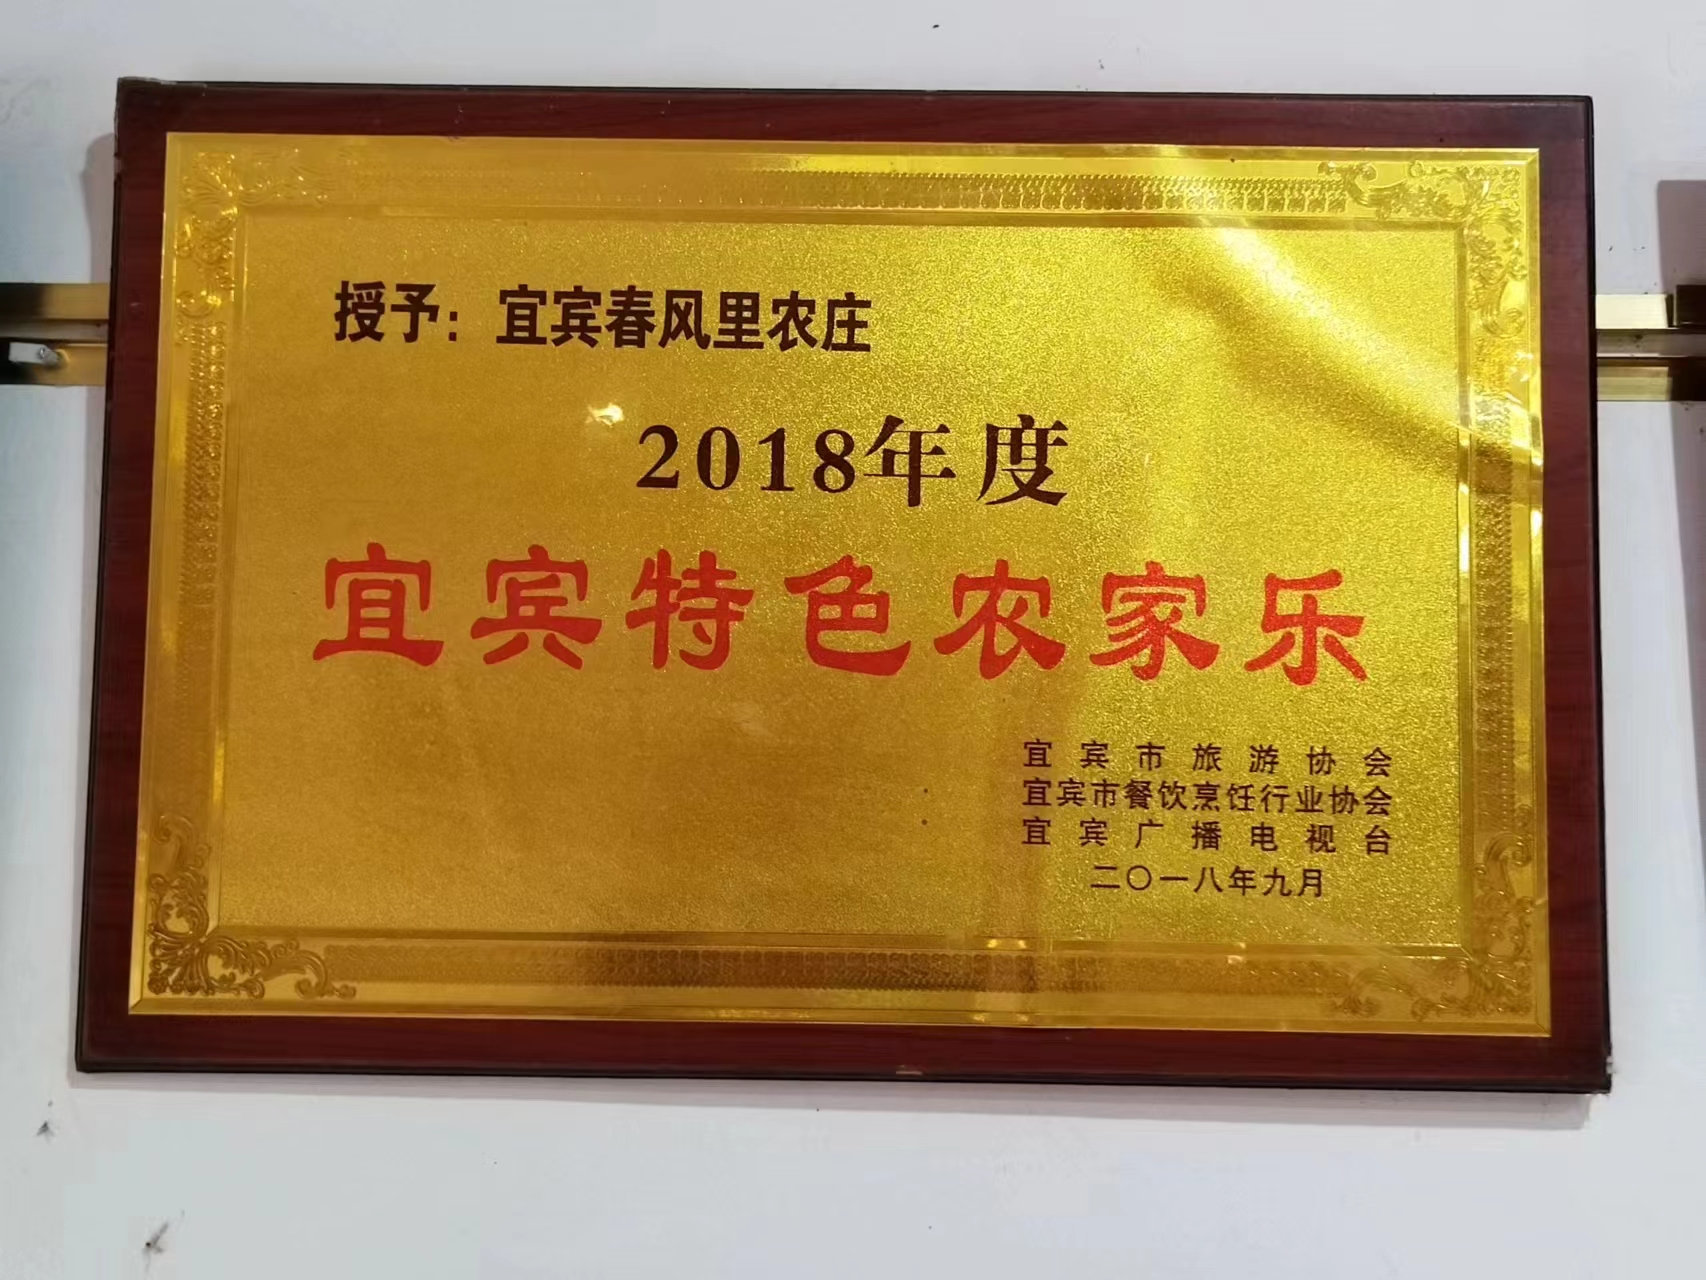 授予：宜宾春风里农庄
2018年度
宜宾特色农家乐
宜宾市旅游协会
宜宾市餐饮烹饪行业协会
宜宾广播电视台
二〇一八年九月